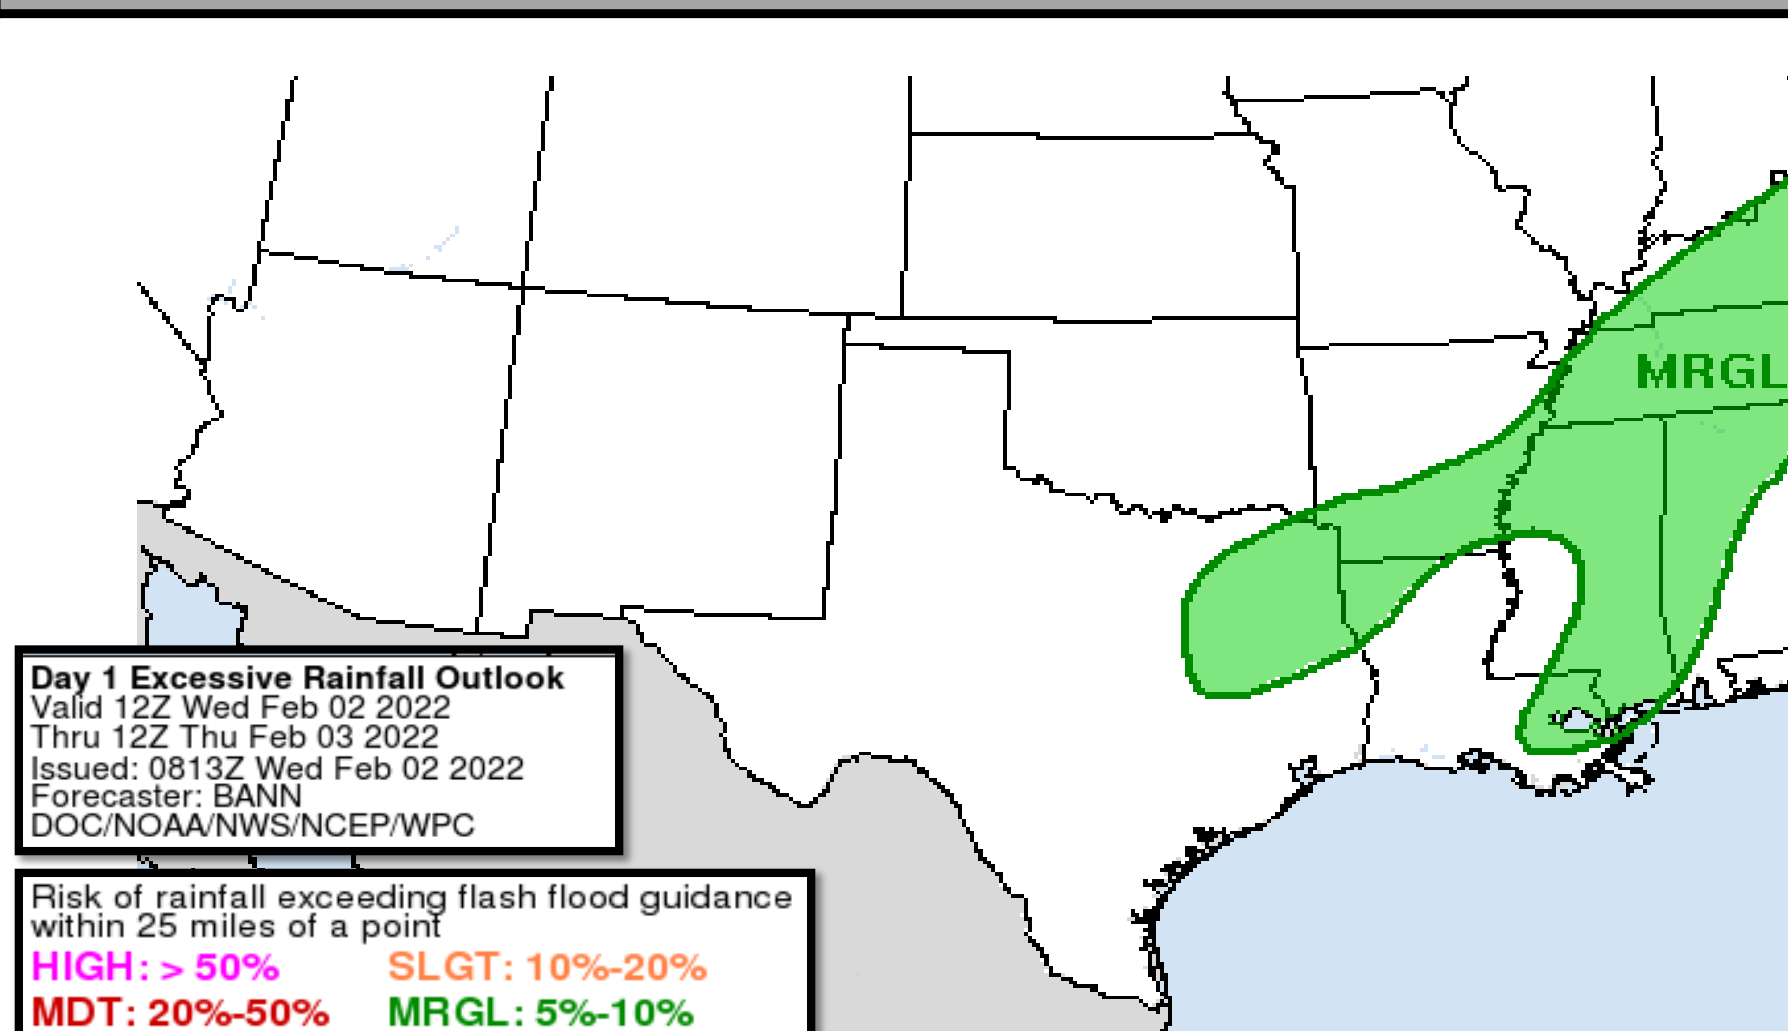 MRGL
Day 1 Excessive Rainfall Outlook
Valid 12Z Wed Feb 02 2022
Thru 12Z Thu Feb 03 2022
Issued: 0813Z Wed Feb 02 2022
Forecaster: BANN
DOC/NOAA/NWS/NCEP/WPC
Risk of rainfall exceeding flash flood guidance
within 25 miles of a point
HIGH: > 50% SLGT: 10%-20%
MDT: 20%-50% MRGL: 5%-10%